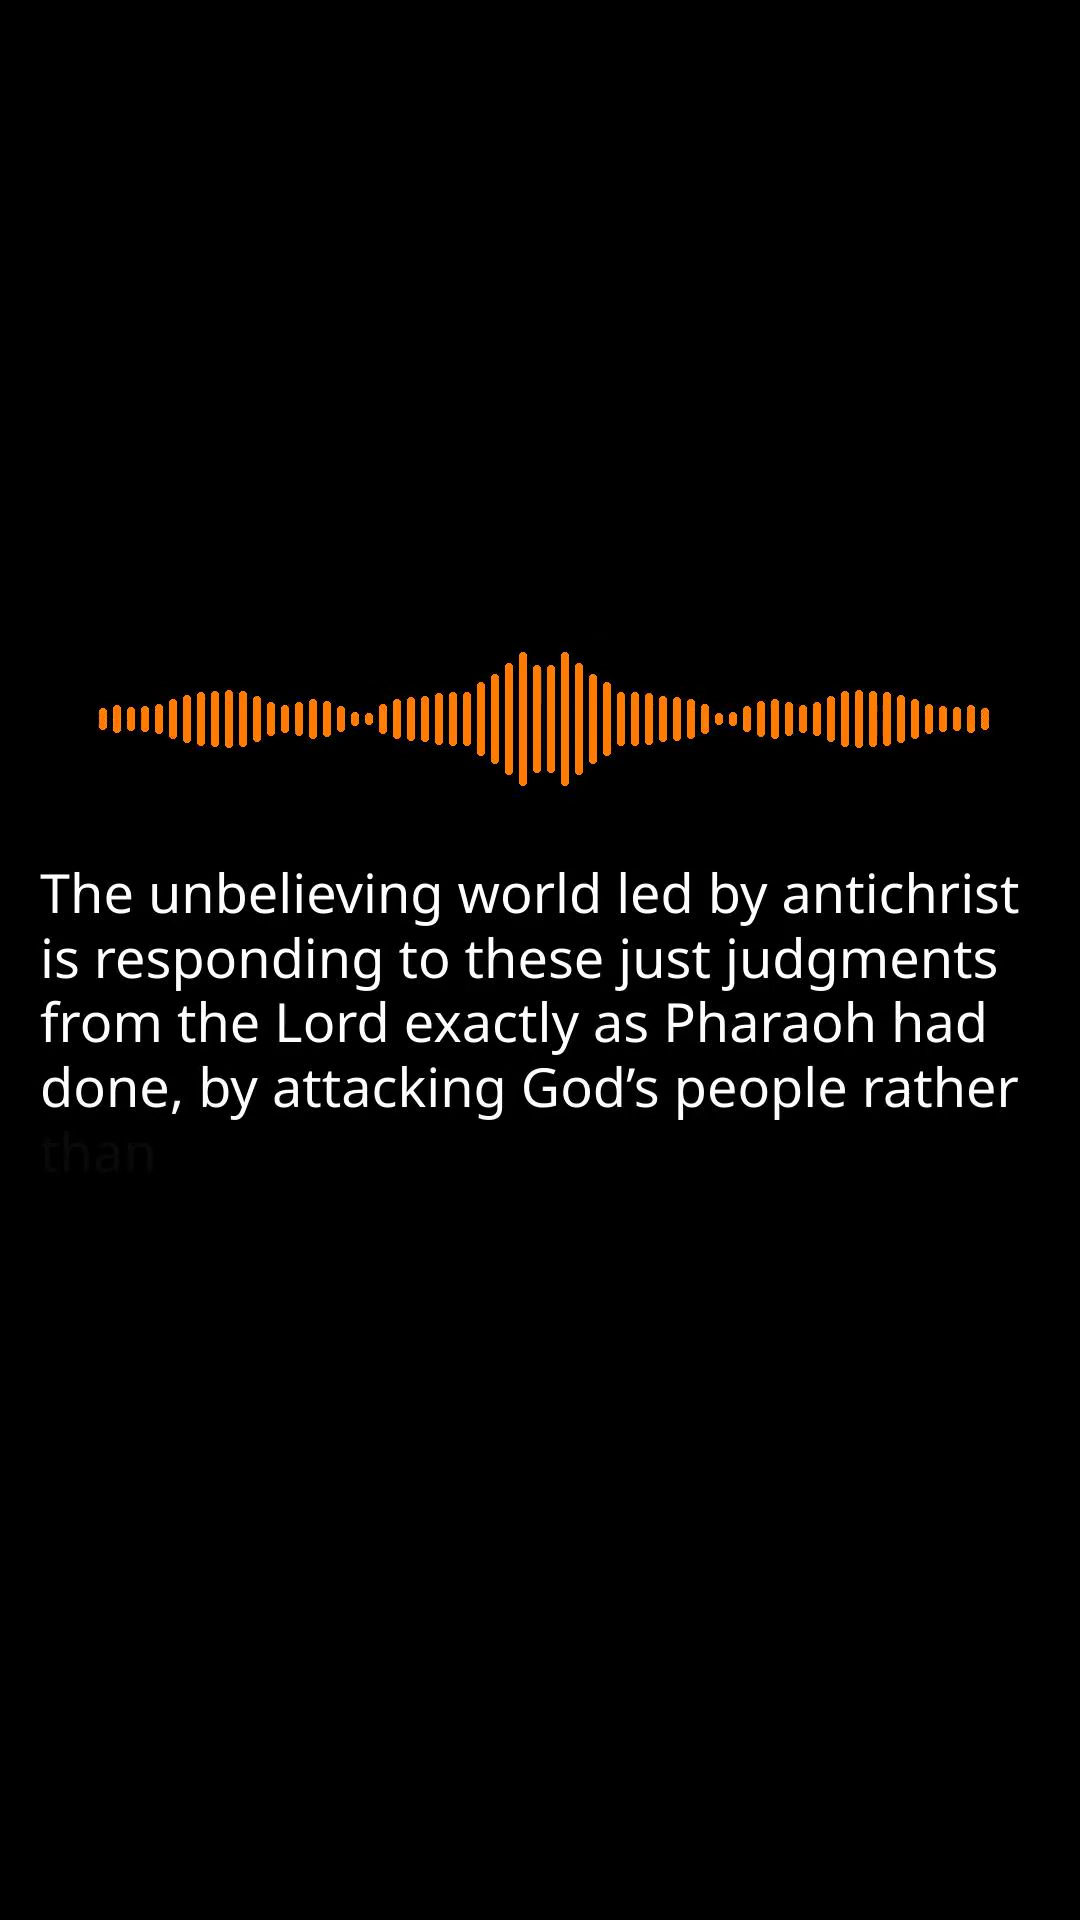 The unbelieving world led by antichrist
is responding to these just judgments
from the Lord exactly as Pharaoh had
done, by attacking God’s people rather
than